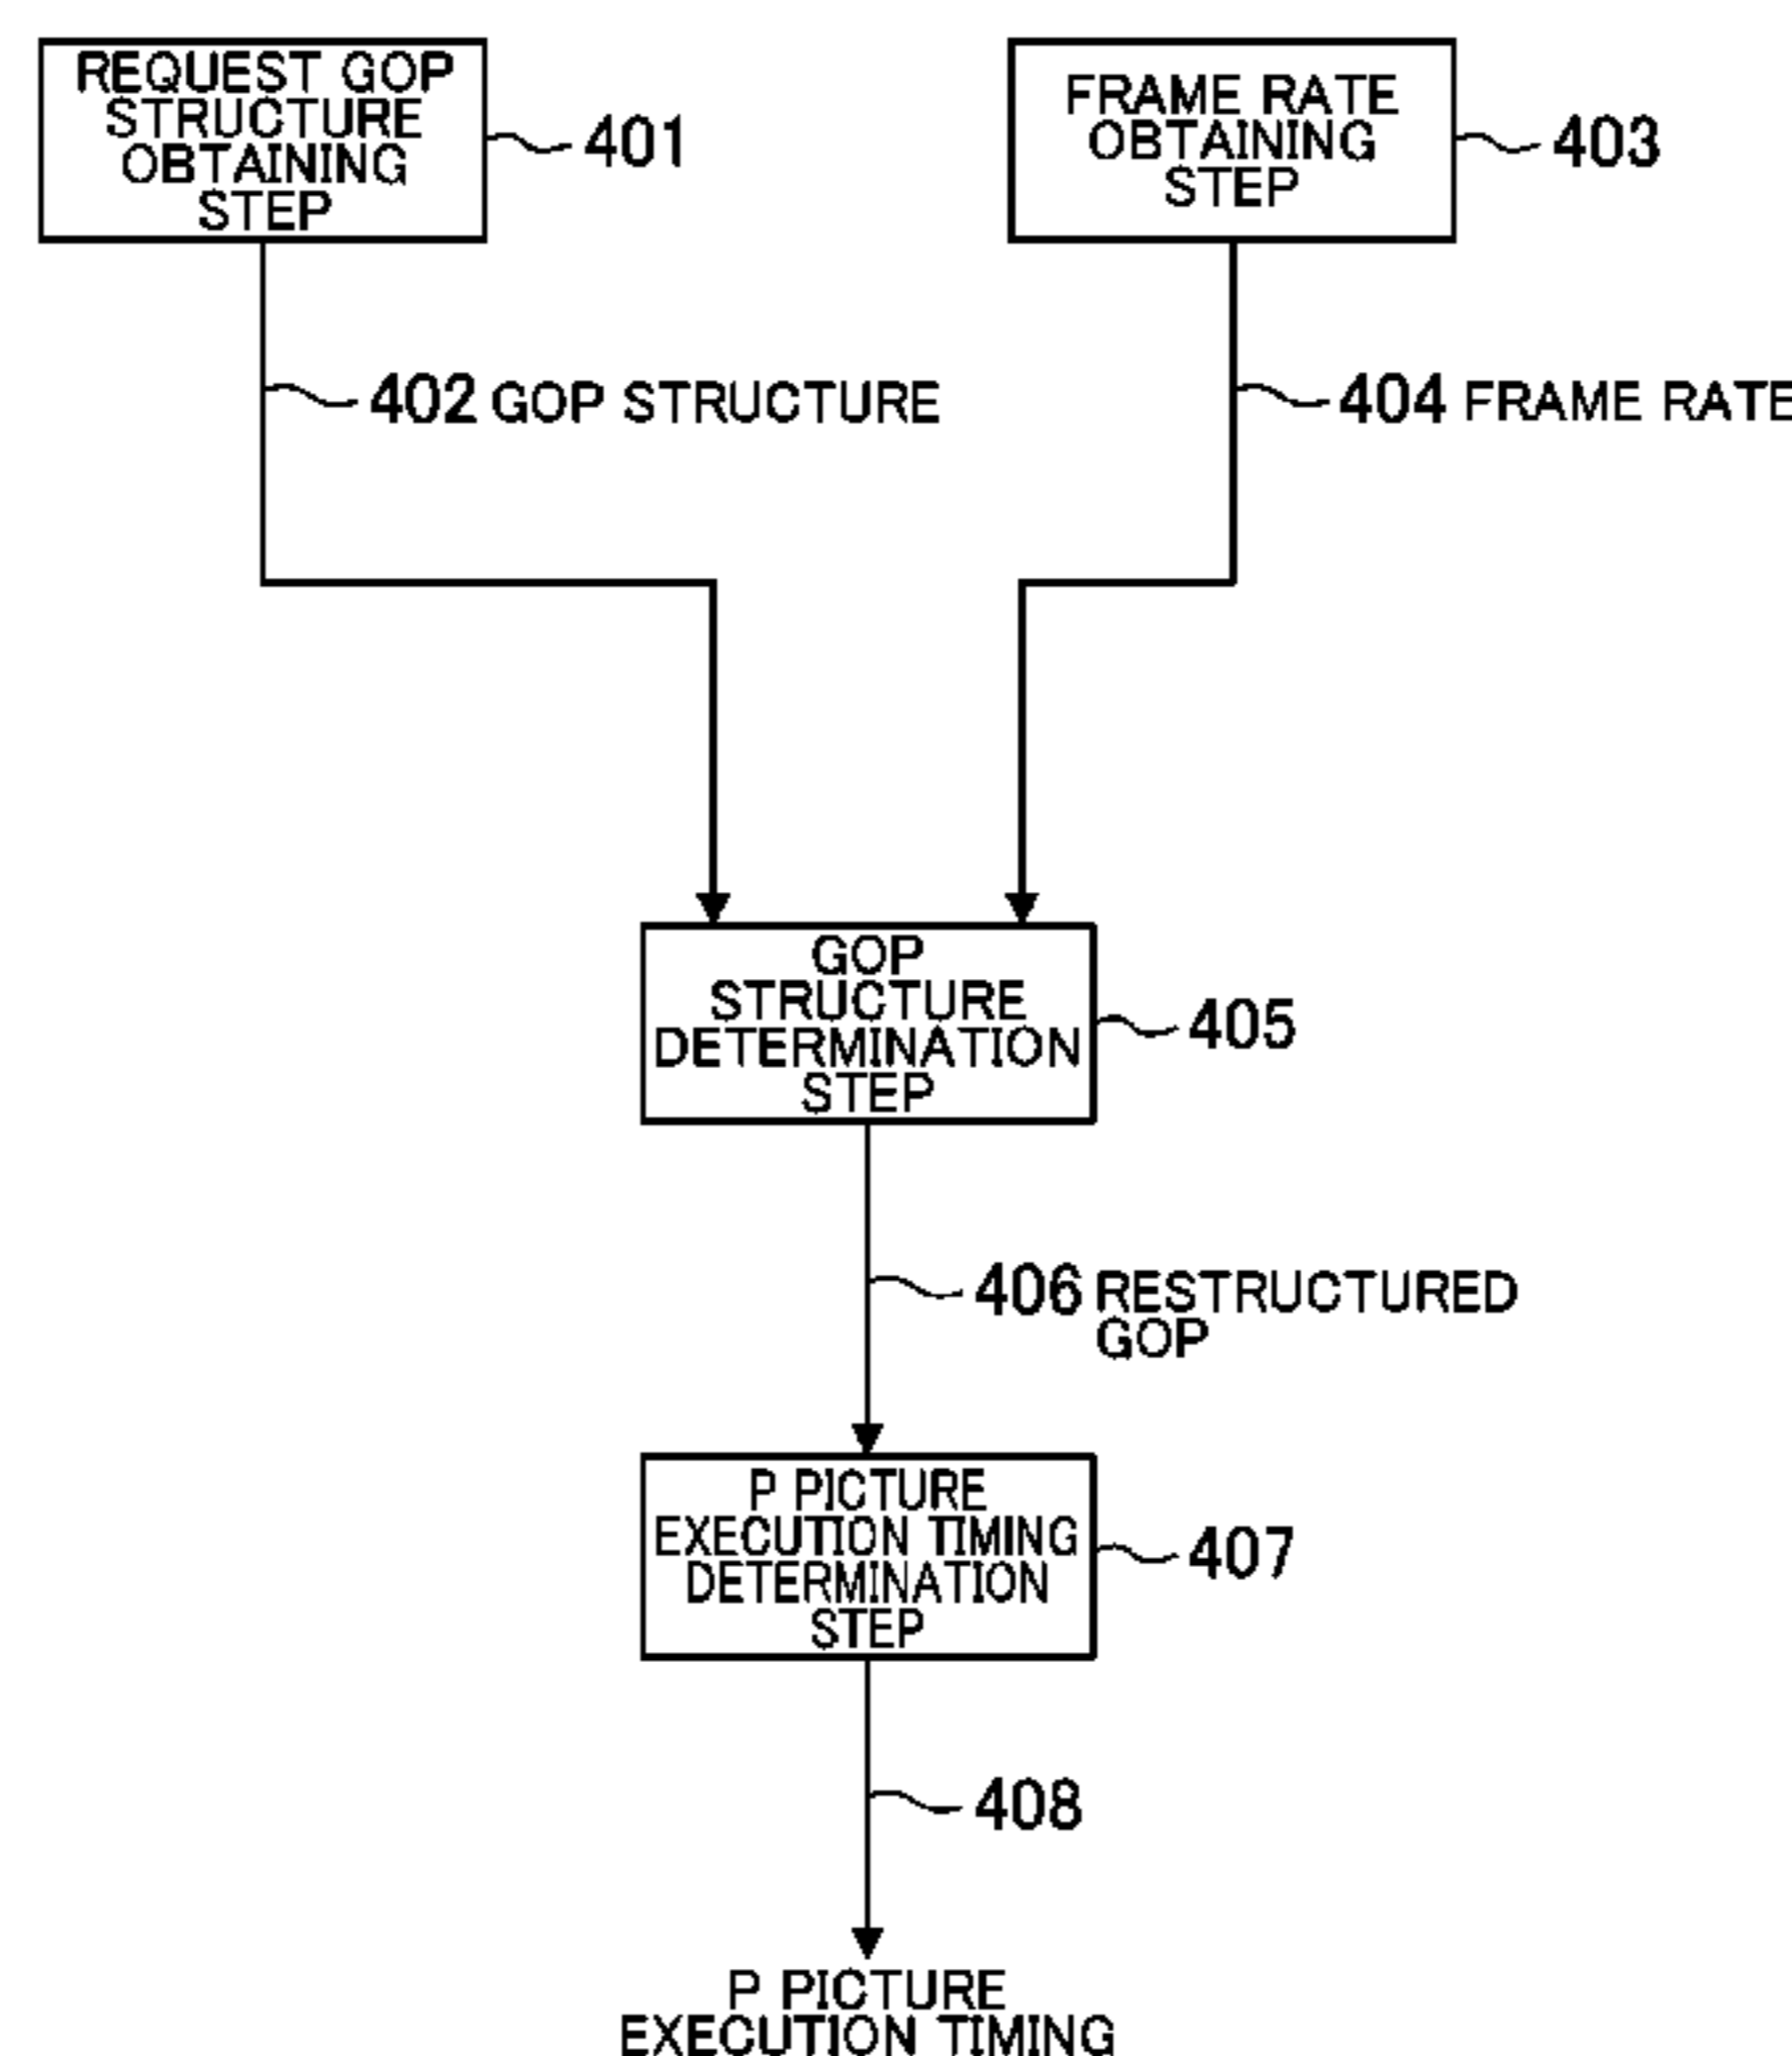 REQUEST GOP
STRUCTURE
OBTAINING
STEP
401
FRAME RATE
OBTAINING
STEP
403
402 GOP STRUCTURE
404 FRAME RATE
GOP
STRUCTURE
DETERMINATION
STEP
405
406 RESTRUCTURED
GOP
P PICTURE
EXECUTION TIMING
DETERMINATION
STEP
407
408
P PICTURE
EXECUTION TIMING